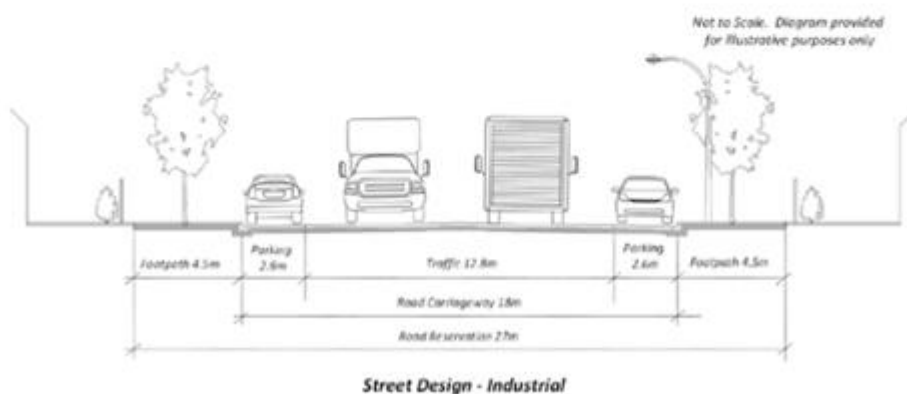 Not to Scale. Diagram provided
for illustrative purposes only
Footpath 4.5m
Parking
2.6m
Traffic 12.8m
Parking
2.6m
Footpath 4.5m
Road Carriageway 18m
Road Reservation 27m
Street Design - Industrial